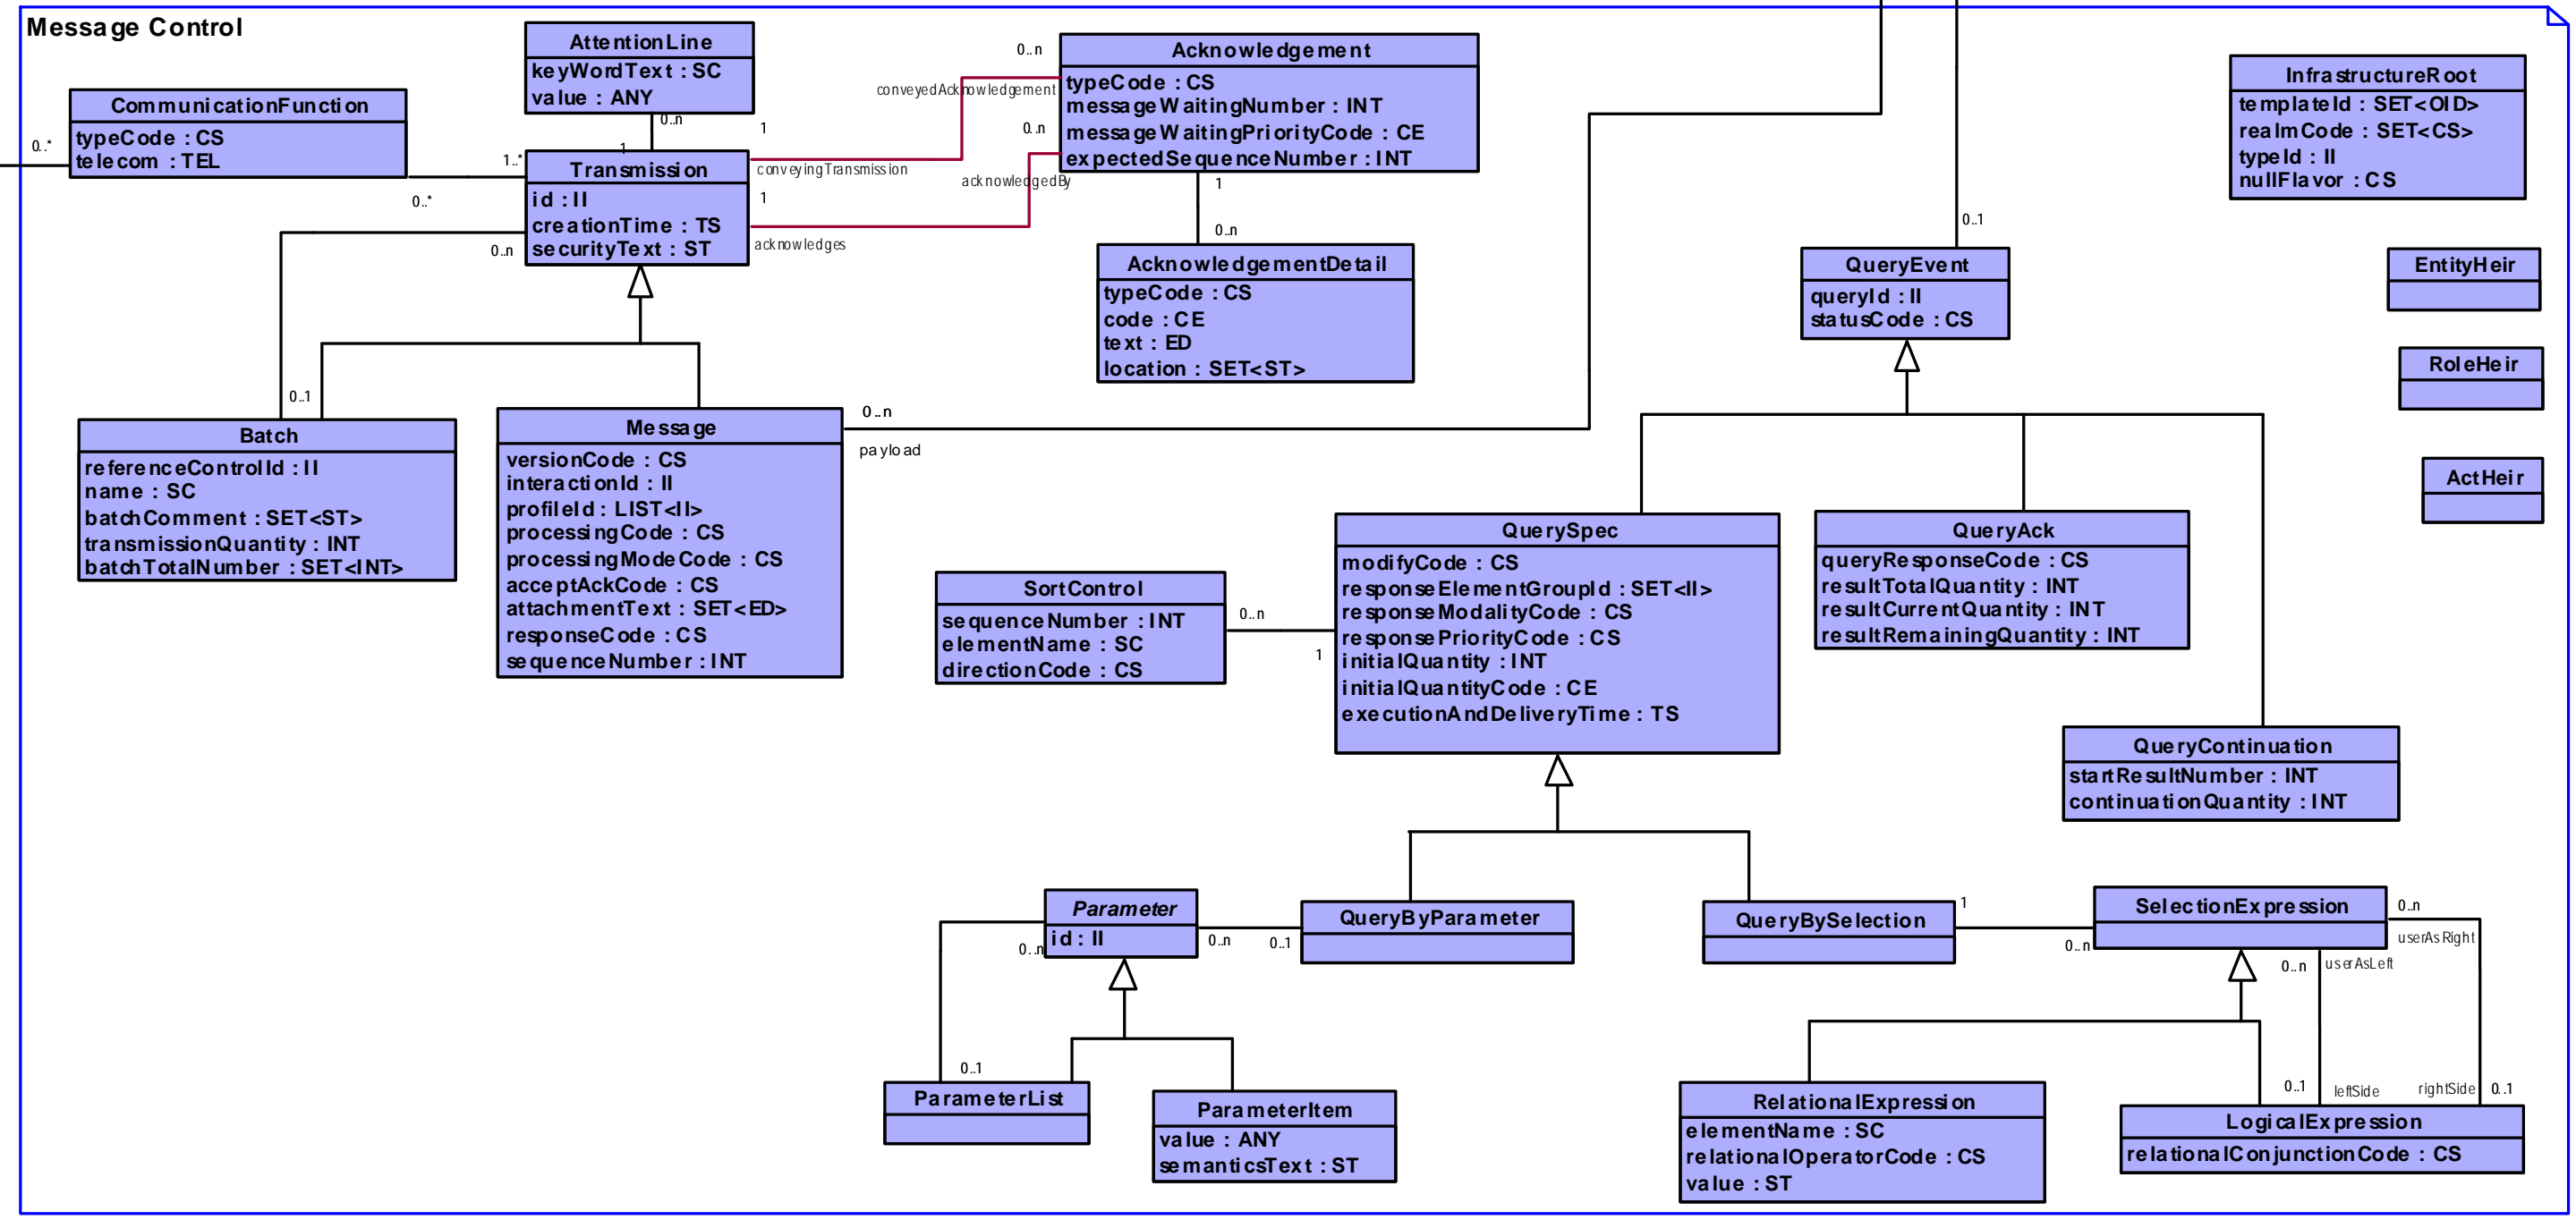 Message Control
AttentionLine
keyWordText : SC
value : ANY
0..n
1
CommunicationFunction
typeCode : CS
telecom : TEL
0..*
1..*
0..*
Transmission
id : II
creationTime : TS
securityText : ST
0..n
0..1
1
conveyingTransmission
1
acknowledges
0..n
conveyedAcknowledgement
0..n
acknowledgedBy
Acknowledgement
typeCode : CS
messageWaitingNumber : INT
messageWaitingPriorityCode : CE
expectedSequenceNumber : INT
1
0..n
AcknowledgementDetail
typeCode : CS
code : CE
text : ED
location : SET<ST>
InfrastructureRoot
templateId : SET<OID>
realmCode : SET<CS>
typeId : II
nullFlavor : CS
0..1
QueryEvent
queryId : II
statusCode : CS
EntityHeir
RoleHeir
ActHeir
Batch
referenceControlId : II
name : SC
batchComment : SET<ST>
transmissionQuantity : INT
batchTotalNumber : SET<INT>
Message
versionCode : CS
interactionId : II
profileId : LIST<II>
processingCode : CS
processingModeCode : CS
acceptAckCode : CS
attachmentText : SET<ED>
responseCode : CS
sequenceNumber : INT
0..n
payload
SortControl
sequenceNumber : INT
elementName : SC
directionCode : CS
0..n
1
QuerySpec
modifyCode : CS
responseElementGroupId : SET<II>
responseModalityCode : CS
responsePriorityCode : CS
initialQuantity : INT
initialQuantityCode : CE
executionAndDeliveryTime : TS
QueryAck
queryResponseCode : CS
resultTotalQuantity : INT
resultCurrentQuantity : INT
resultRemainingQuantity : INT
QueryContinuation
startResultNumber : INT
continuationQuantity : INT
Parameter
id : II
0..n
0..n
0..1
QueryByParameter
QueryBySelection
1
0..n
SelectionExpression
0..n
userAsRight
0..n
userAsLeft
0..1
ParameterList
ParameterItem
value : ANY
semanticsText : ST
RelationalExpression
elementName : SC
relationalOperatorCode : CS
value : ST
0..1
leftSide
rightSide
0..1
LogicalExpression
relationalConjunctionCode : CS